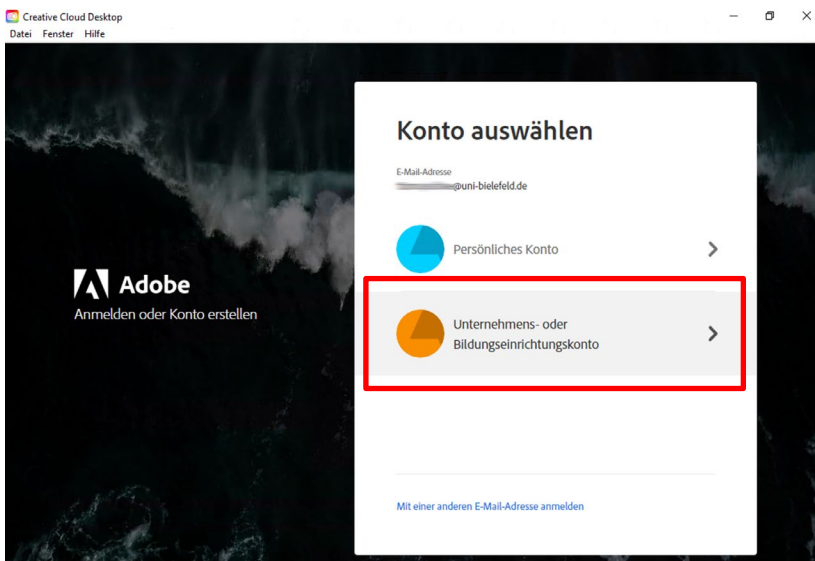 Creative Cloud Desktop
Datei Fenster Hilfe
Konto auswählen
E-Mail-Adresse
@uni-bielefeld.de
Persönliches Konto
Adobe
Anmelden oder Konto erstellen
Unternehmens- oder
Bildungseinrichtungskonto
Mit einer anderen E-Mail-Adresse anmelden